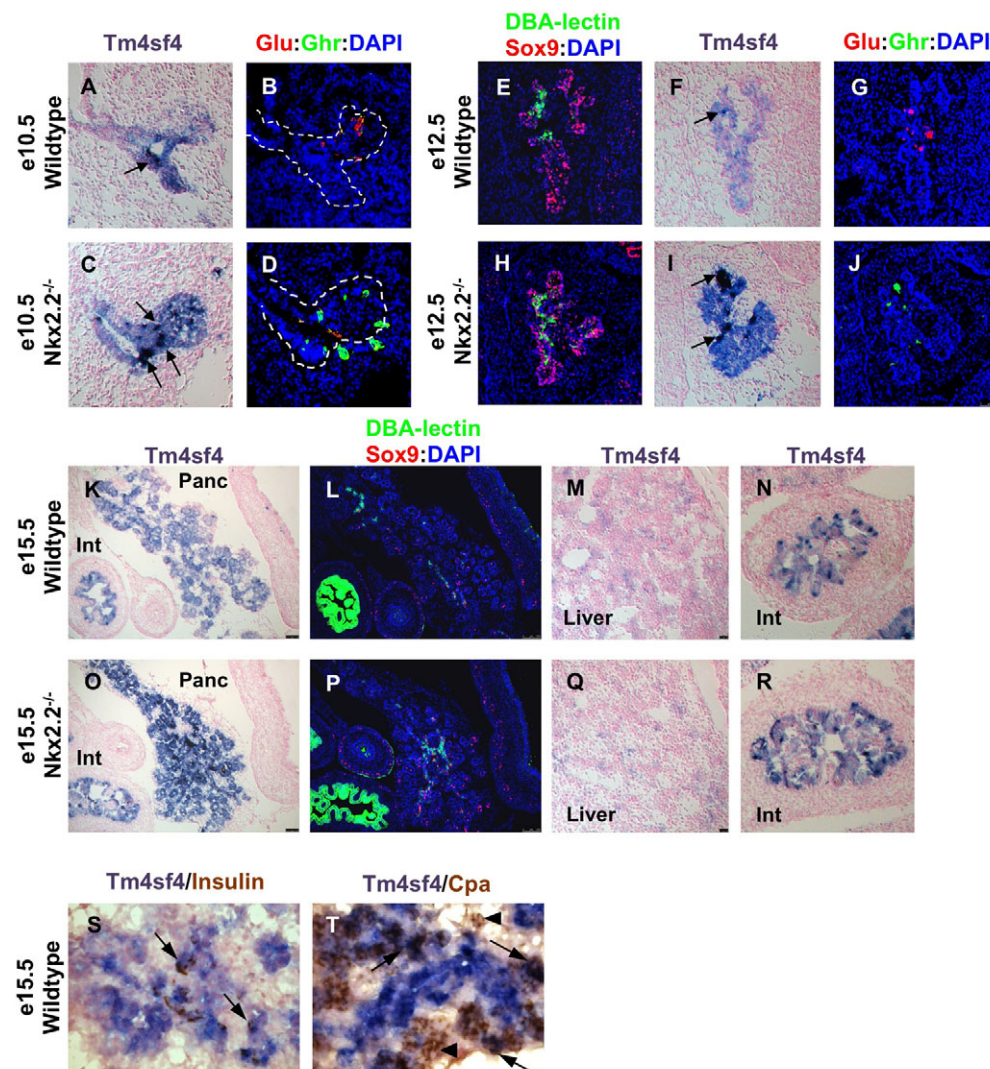 Tm4sf4
Glu:Ghr:DAPI
DBA-lectin
Sox9:DAPI
Tm4sf4
Glu:Ghr:DAPI
e10.5
Wildtype
A
B
e12.5
Wildtype
E
F
G
e10.5
Nkx2.2-/-
C
D
e12.5
Nkx2.2-/-
H
I
J
Tm4sf4
DBA-lectin
Sox9:DAPI
Tm4sf4
Tm4sf4
e15.5
Wildtype
K
Panc
Int
L
M
Liver
N
Int
e15.5
Nkx2.2-/-
O
Panc
Int
P
Q
Liver
R
Int
Tm4sf4/Insulin
Tm4sf4/Cpa
e15.5
Wildtype
S
T